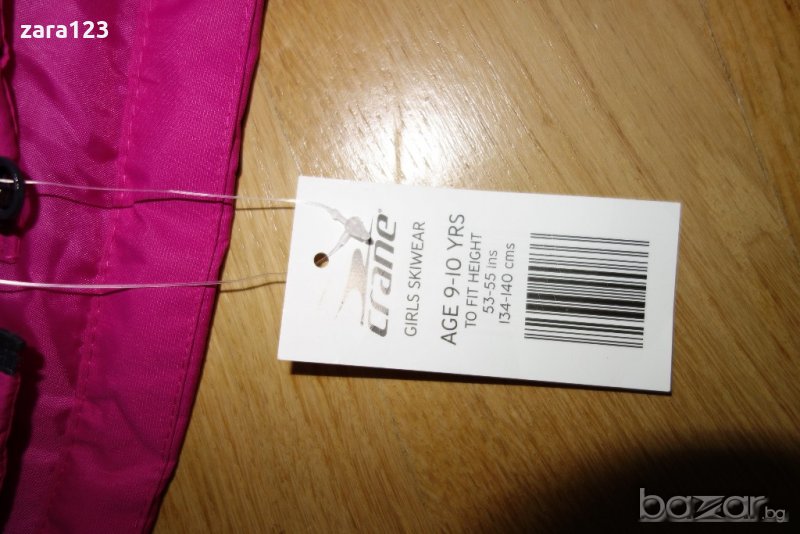 zara123
crane®
GIRLS SKIWEAR
AGE 9-10 YRS
TO FIT HEIGHT
53-55 ins
134-140 cms
bazar.bg